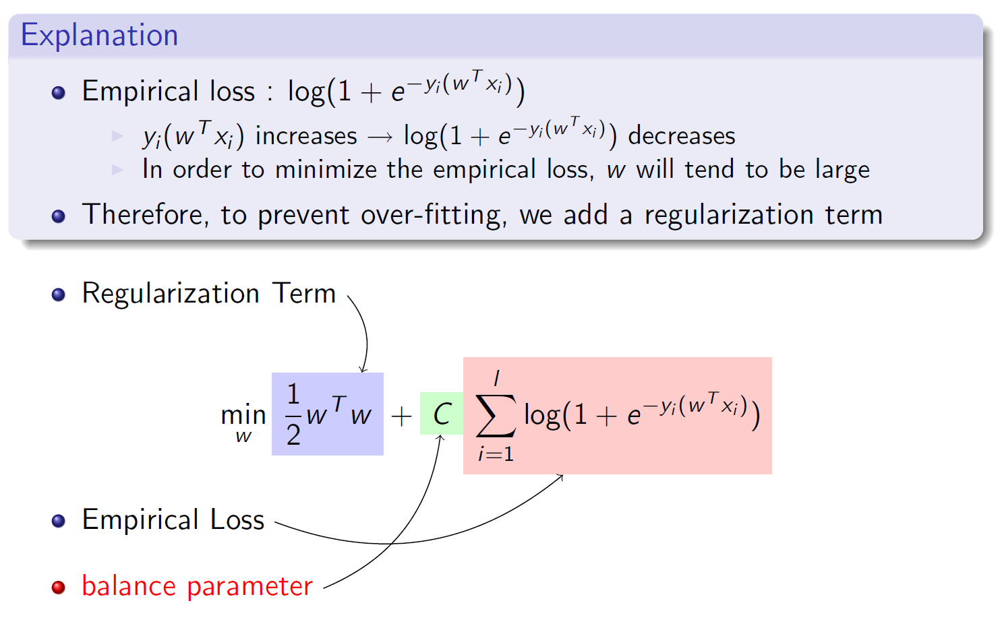 Explanation
Empirical loss : log(1 + e^{−y_i(w^T x_i)})
y_i(w^T x_i) increases → log(1 + e^{−y_i(w^T x_i)}) decreases
In order to minimize the empirical loss, w will tend to be large
Therefore, to prevent over-fitting, we add a regularization term
Regularization Term
min_w \frac{1}{2} w^T w + C \sum_{i=1}^{l} log(1 + e^{−y_i(w^T x_i)})
Empirical Loss
balance parameter